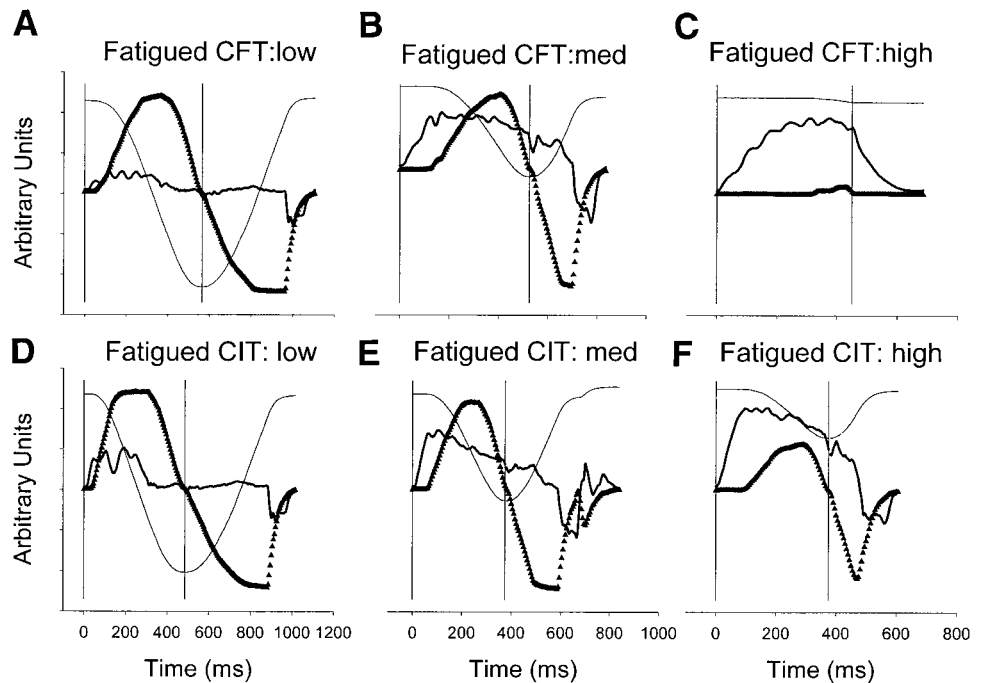 A
Fatigued CFT:low
B
Fatigued CFT:med
C
Fatigued CFT:high
Arbitrary Units
D
Fatigued CIT: low
E
Fatigued CIT: med
F
Fatigued CIT: high
Arbitrary Units
0 200 400 600 800 1000 1200
0 200 400 600 800 1000
0 200 400 600 800
Time (ms)
Time (ms)
Time (ms)